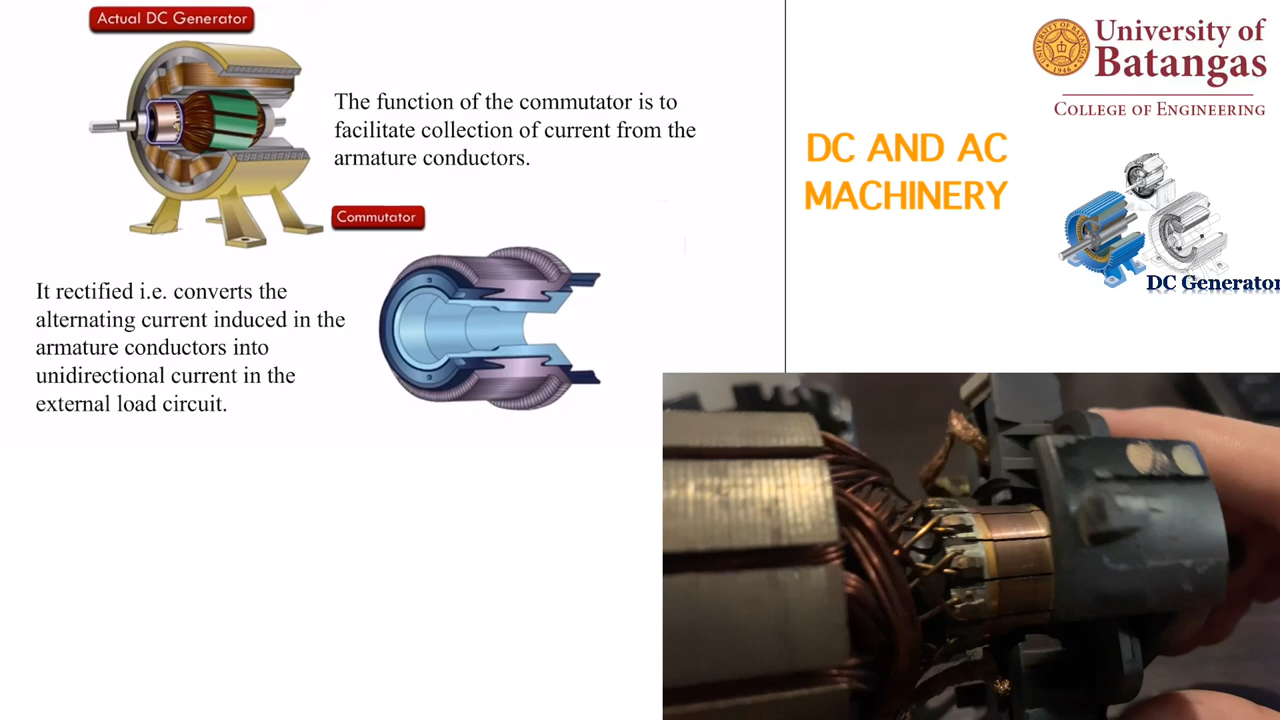 Actual DC Generator
The function of the commutator is to
facilitate collection of current from the
armature conductors.
Commutator
It rectified i.e. converts the
alternating current induced in the
armature conductors into
unidirectional current in the
external load circuit.
University of
Batangas
COLLEGE OF ENGINEERING
DC AND AC
MACHINERY
DC Generator
1946